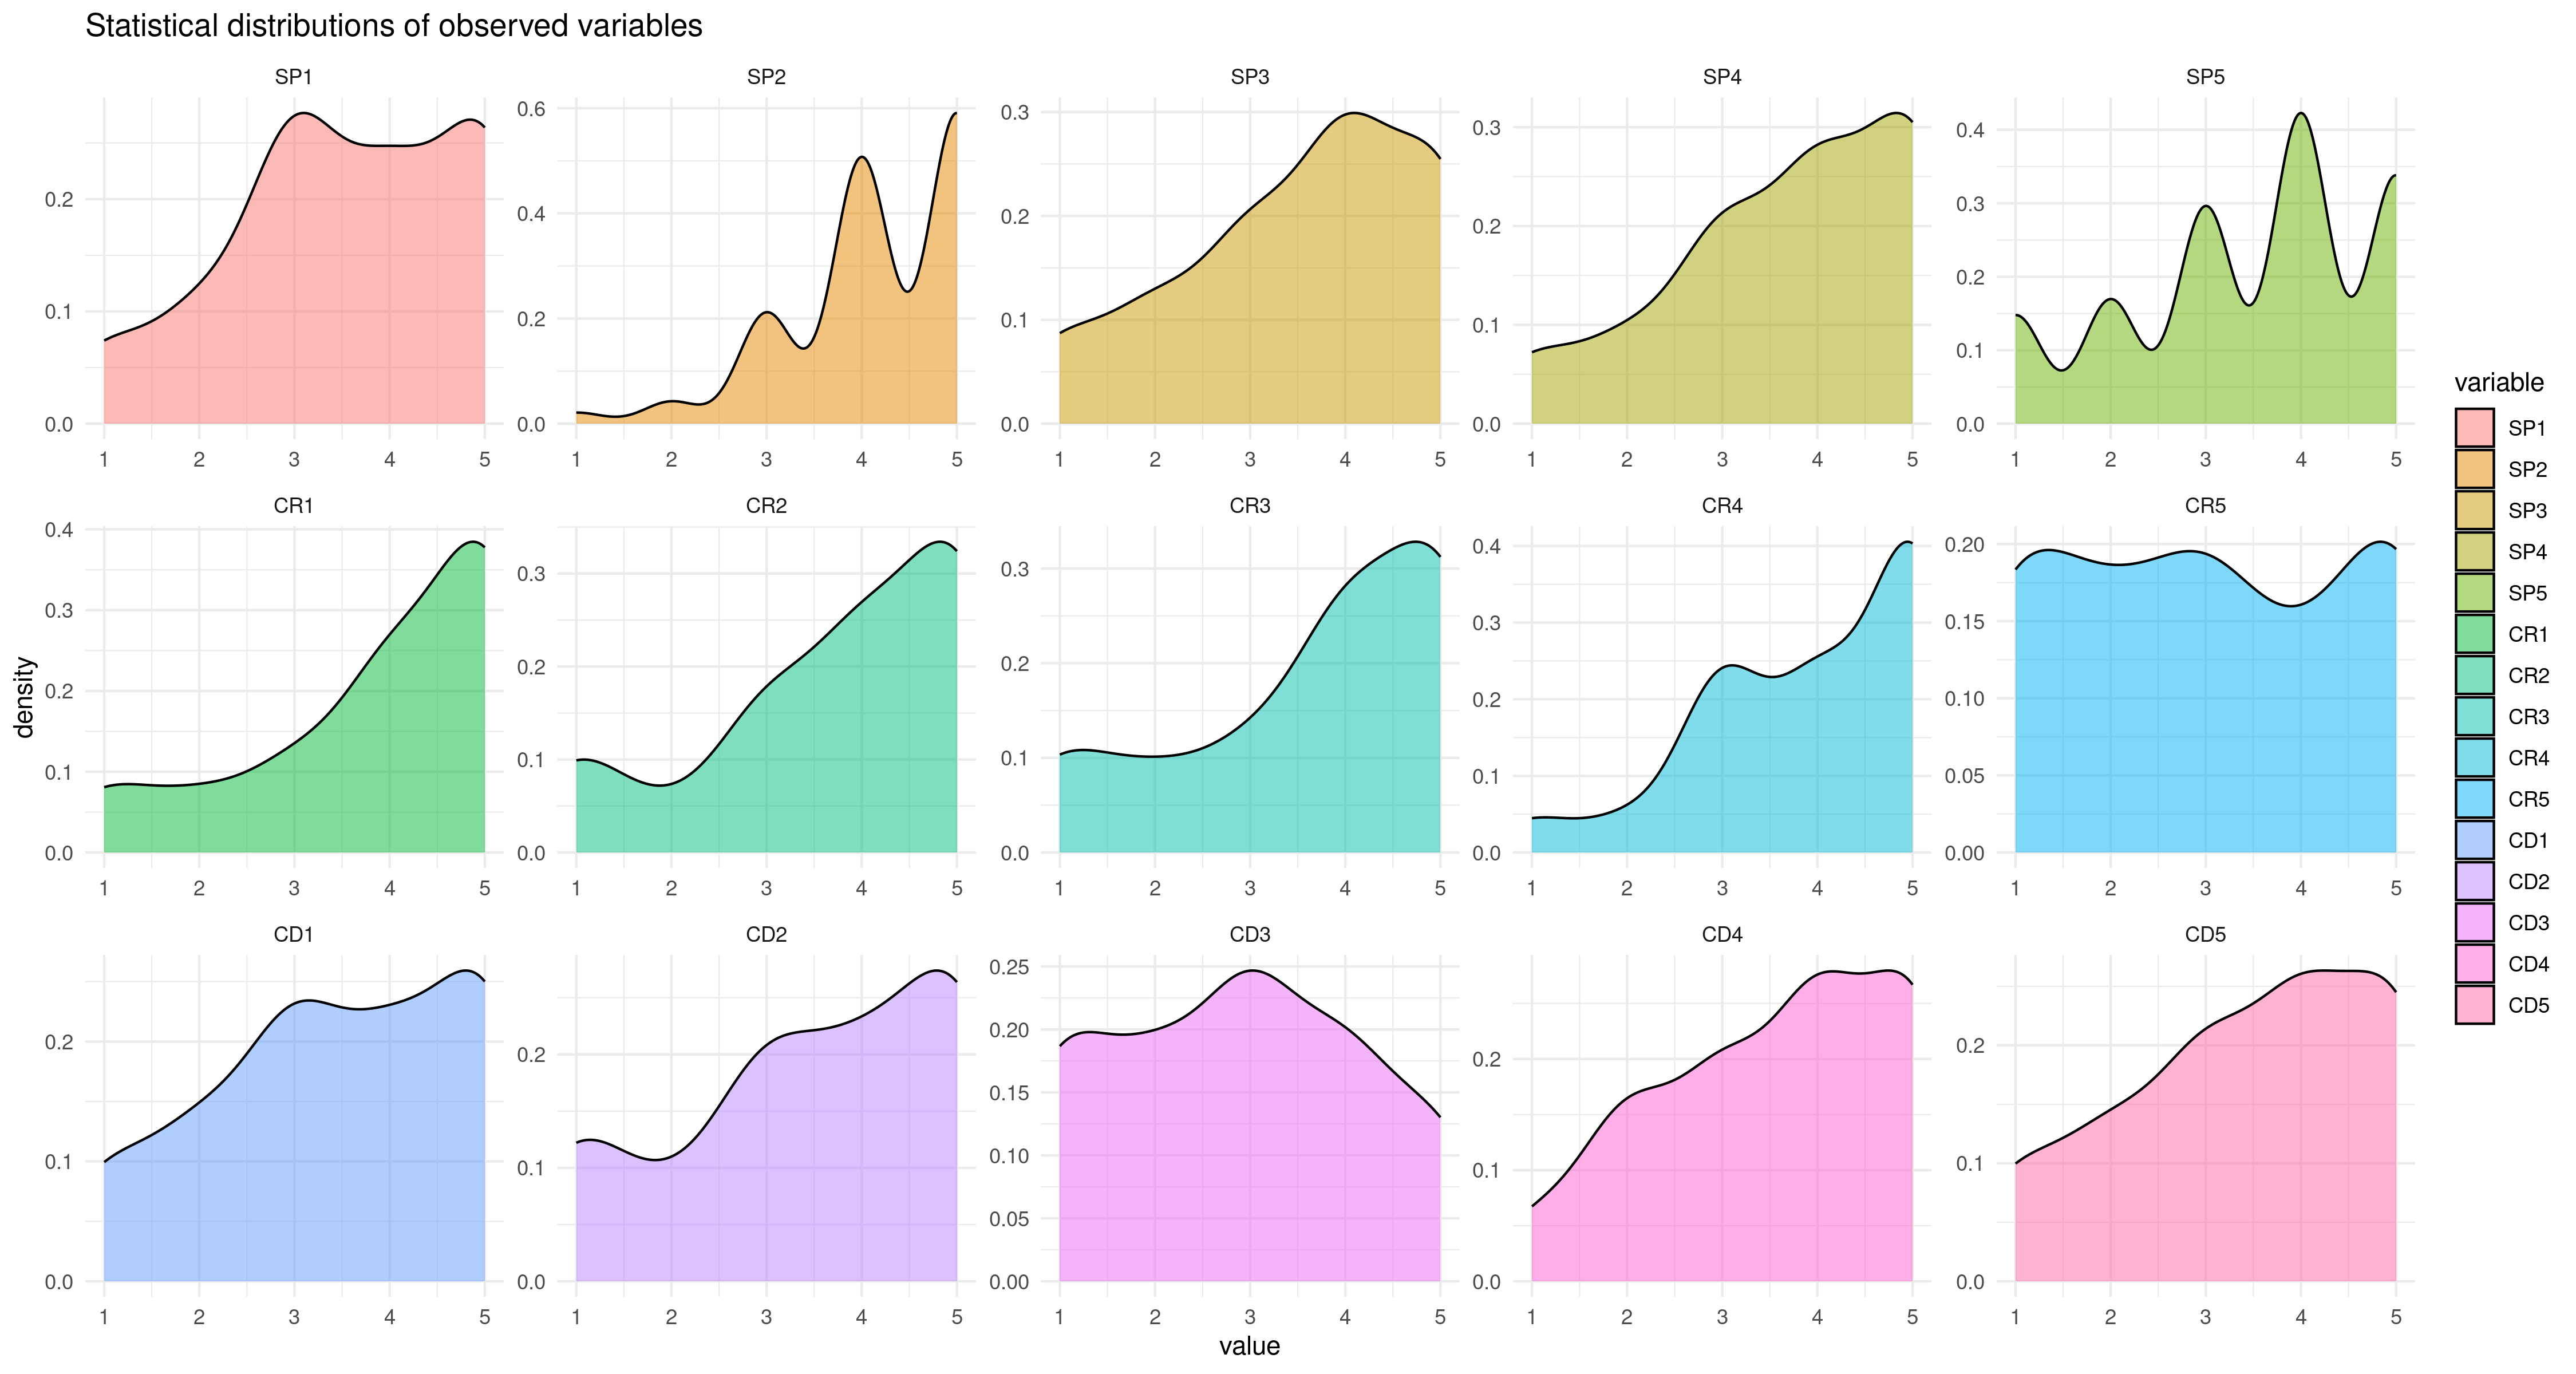 Statistical distributions of observed variables
SP1 SP2 SP3 SP4 SP5
0.0 0.1 0.2
0.0 0.2 0.4 0.6
0.0 0.1 0.2 0.3
0.0 0.1 0.2 0.3
0.0 0.1 0.2 0.3 0.4
1 2 3 4 5
1 2 3 4 5
1 2 3 4 5
1 2 3 4 5
1 2 3 4 5
CR1 CR2 CR3 CR4 CR5
0.0 0.1 0.2 0.3 0.4
0.0 0.1 0.2 0.3
0.0 0.1 0.2 0.3
0.0 0.1 0.2 0.3 0.4
0.00 0.05 0.10 0.15 0.20
1 2 3 4 5
1 2 3 4 5
1 2 3 4 5
1 2 3 4 5
1 2 3 4 5
CD1 CD2 CD3 CD4 CD5
0.0 0.1 0.2
0.0 0.1 0.2
0.00 0.05 0.10 0.15 0.20 0.25
0.0 0.1 0.2
0.0 0.1 0.2
1 2 3 4 5
1 2 3 4 5
1 2 3 4 5
1 2 3 4 5
1 2 3 4 5
density
value
variable
SP1
SP2
SP3
SP4
SP5
CR1
CR2
CR3
CR4
CR5
CD1
CD2
CD3
CD4
CD5